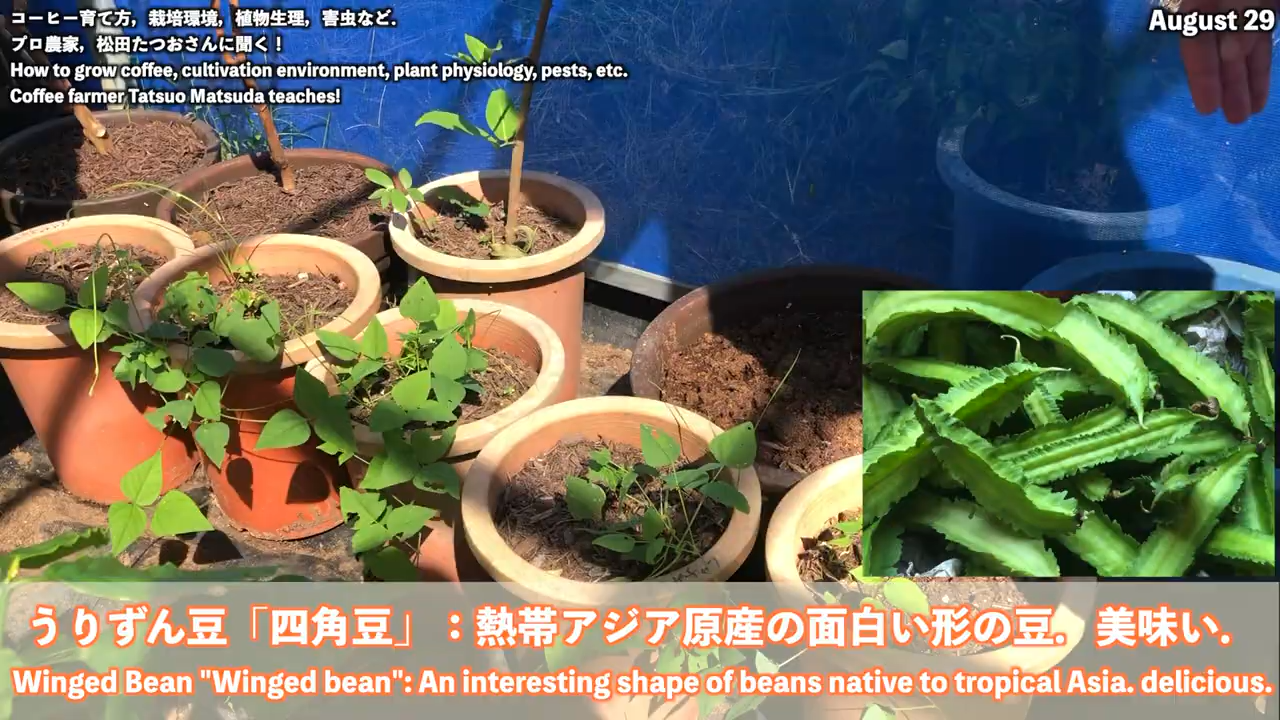 コーヒー育て方，栽培環境，植物生理，害虫など．
プロ農家，松田たつおさんに聞く！
How to grow coffee, cultivation environment, plant physiology, pests, etc.
Coffee farmer Tatsuo Matsuda teaches!
August 29
うりずん豆「四角豆」：熱帯アジア原産の面白い形の豆．美味い．
Winged Bean "Winged bean": An interesting shape of beans native to tropical Asia. delicious.